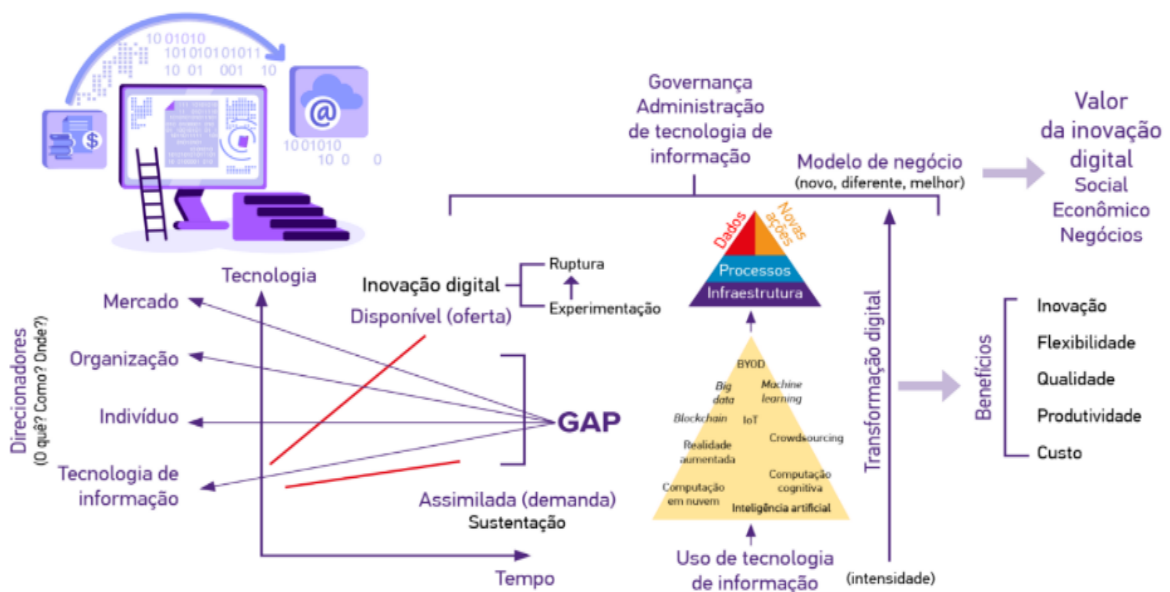 10 01010
10101010101011
10 01 001 10
@
$
1001010
10 0 0
Governança
Administração
de tecnologia de
informação
Modelo de negócio
(novo, diferente, melhor)
Valor
da inovação
digital
Social
Econômico
Negócios
Tecnologia
Inovação digital
Ruptura
Experimentação
Disponível (oferta)
Direcionadores
(O quê? Como? Onde?)
Mercado
Organização
Indivíduo
Tecnologia de
informação
GAP
Assimilada (demanda)
Sustentação
Tempo
Dados
Novas
ações
Processos
Infraestrutura
BYOD
Big
data
Machine
learning
Blockchain
IoT
Realidade
aumentada
Crowdsourcing
Computação
em nuvem
Computação
cognitiva
Inteligência artificial
Uso de tecnologia
de informação
Transformação digital
(intensidade)
Benefícios
Inovação
Flexibilidade
Qualidade
Produtividade
Custo